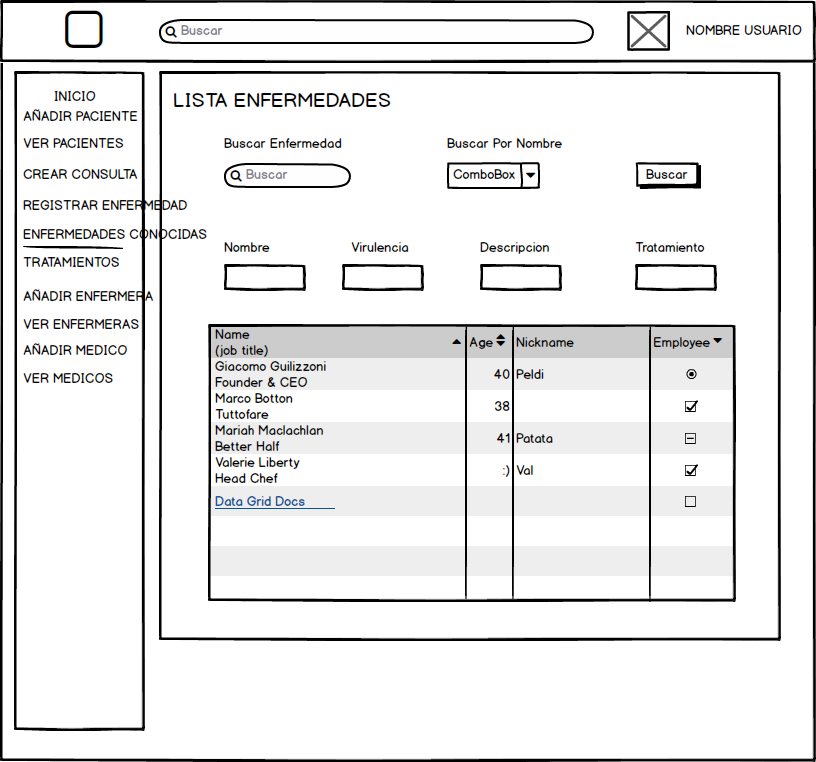 Buscar
NOMBRE USUARIO
INICIO
AÑADIR PACIENTE
VER PACIENTES
CREAR CONSULTA
REGISTRAR ENFERMEDAD
ENFERMEDADES CONOCIDAS
TRATAMIENTOS
AÑADIR ENFERMERA
VER ENFERMERAS
AÑADIR MEDICO
VER MEDICOS
LISTA ENFERMEDADES
Buscar Enfermedad
Buscar Por Nombre
Buscar
ComboBox
Buscar
Nombre
Virulencia
Descripcion
Tratamiento
Name
(job title)
Age
Nickname
Employee
Giacomo Guilizzoni
Founder & CEO
40
Peldi
Marco Botton
Tuttofare
38
Mariah Maclachlan
Better Half
41
Patata
Valerie Liberty
Head Chef
:)
Val
Data Grid Docs